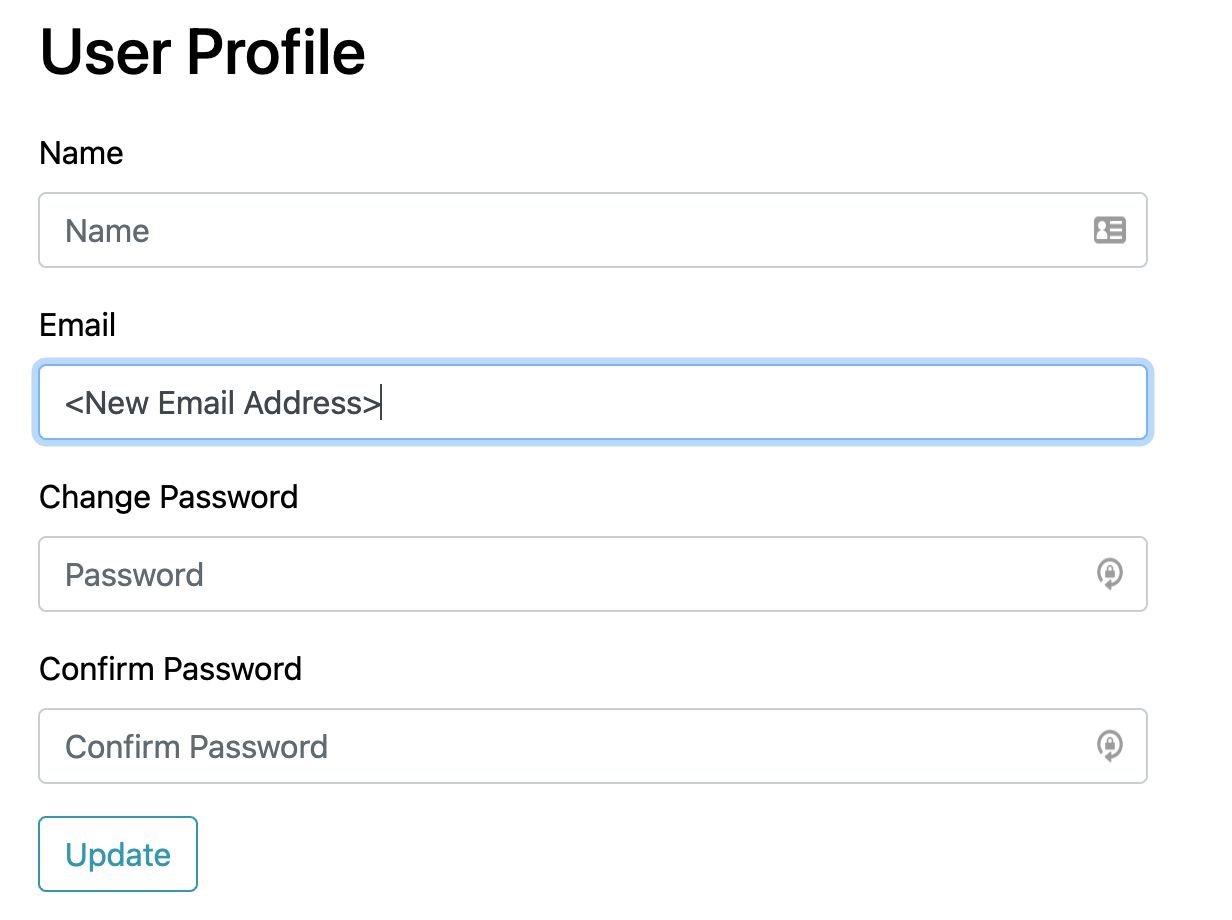 User Profile
Name
Name
Email
<New Email Address>
Change Password
Password
Confirm Password
Confirm Password
Update